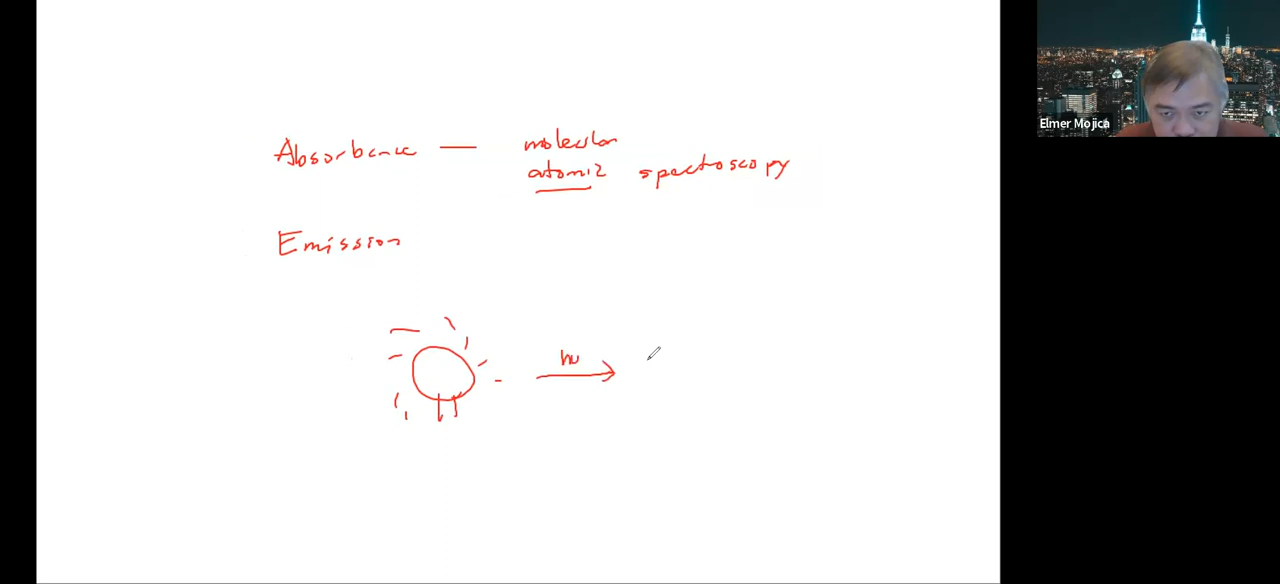 Absorbance — molecular
atomic spectroscopy
Emission
hν
Elmer Mojica